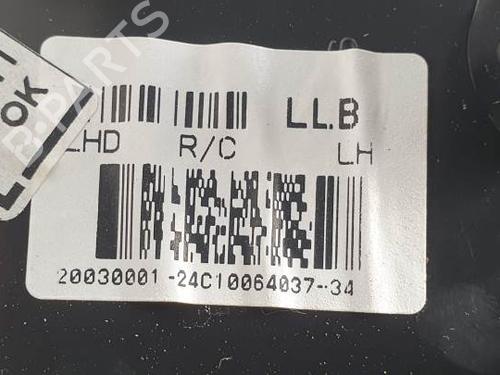 OK
LL.B
LHD R/C LH
20030001-24C10064037-34
B-PARTS